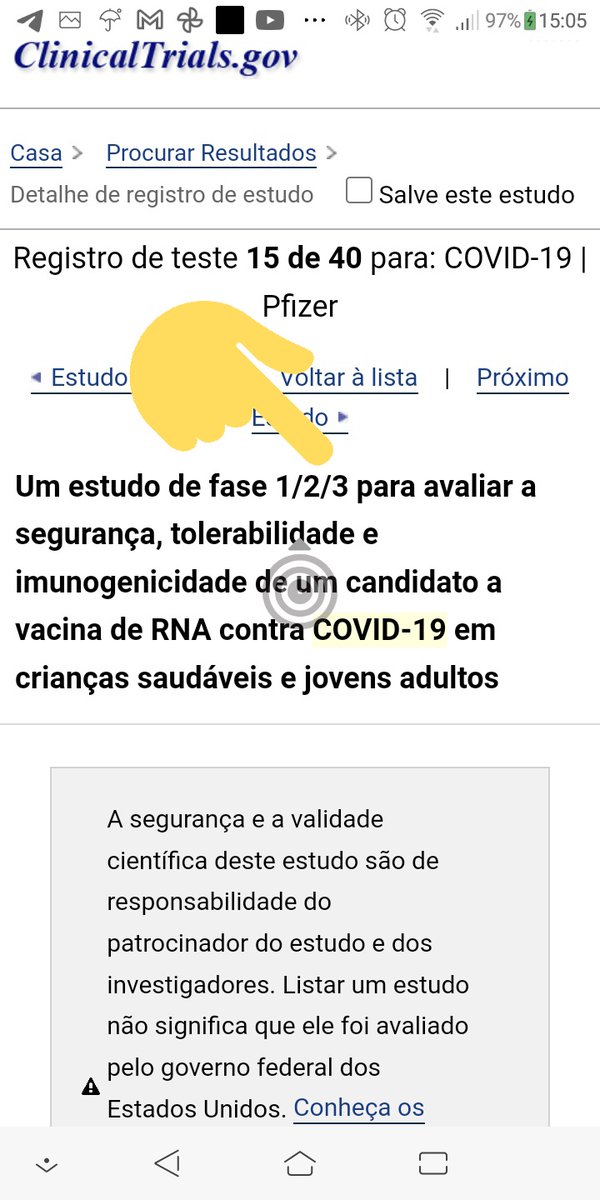 97% 15:05
ClinicalTrials.gov
Casa > Procurar Resultados >
Detalhe de registro de estudo Salve este estudo
Registro de teste 15 de 40 para: COVID-19 |
Pfizer
Estudo Voltar à lista | Próximo
Um estudo de fase 1/2/3 para avaliar a
segurança, tolerabilidade e
imunogenicidade de um candidato a
vacina de RNA contra COVID-19 em
crianças saudáveis e jovens adultos
A segurança e a validade
científica deste estudo são de
responsabilidade do
patrocinador do estudo e dos
investigadores. Listar um estudo
não significa que ele foi avaliado
pelo governo federal dos
Estados Unidos. Conheça os